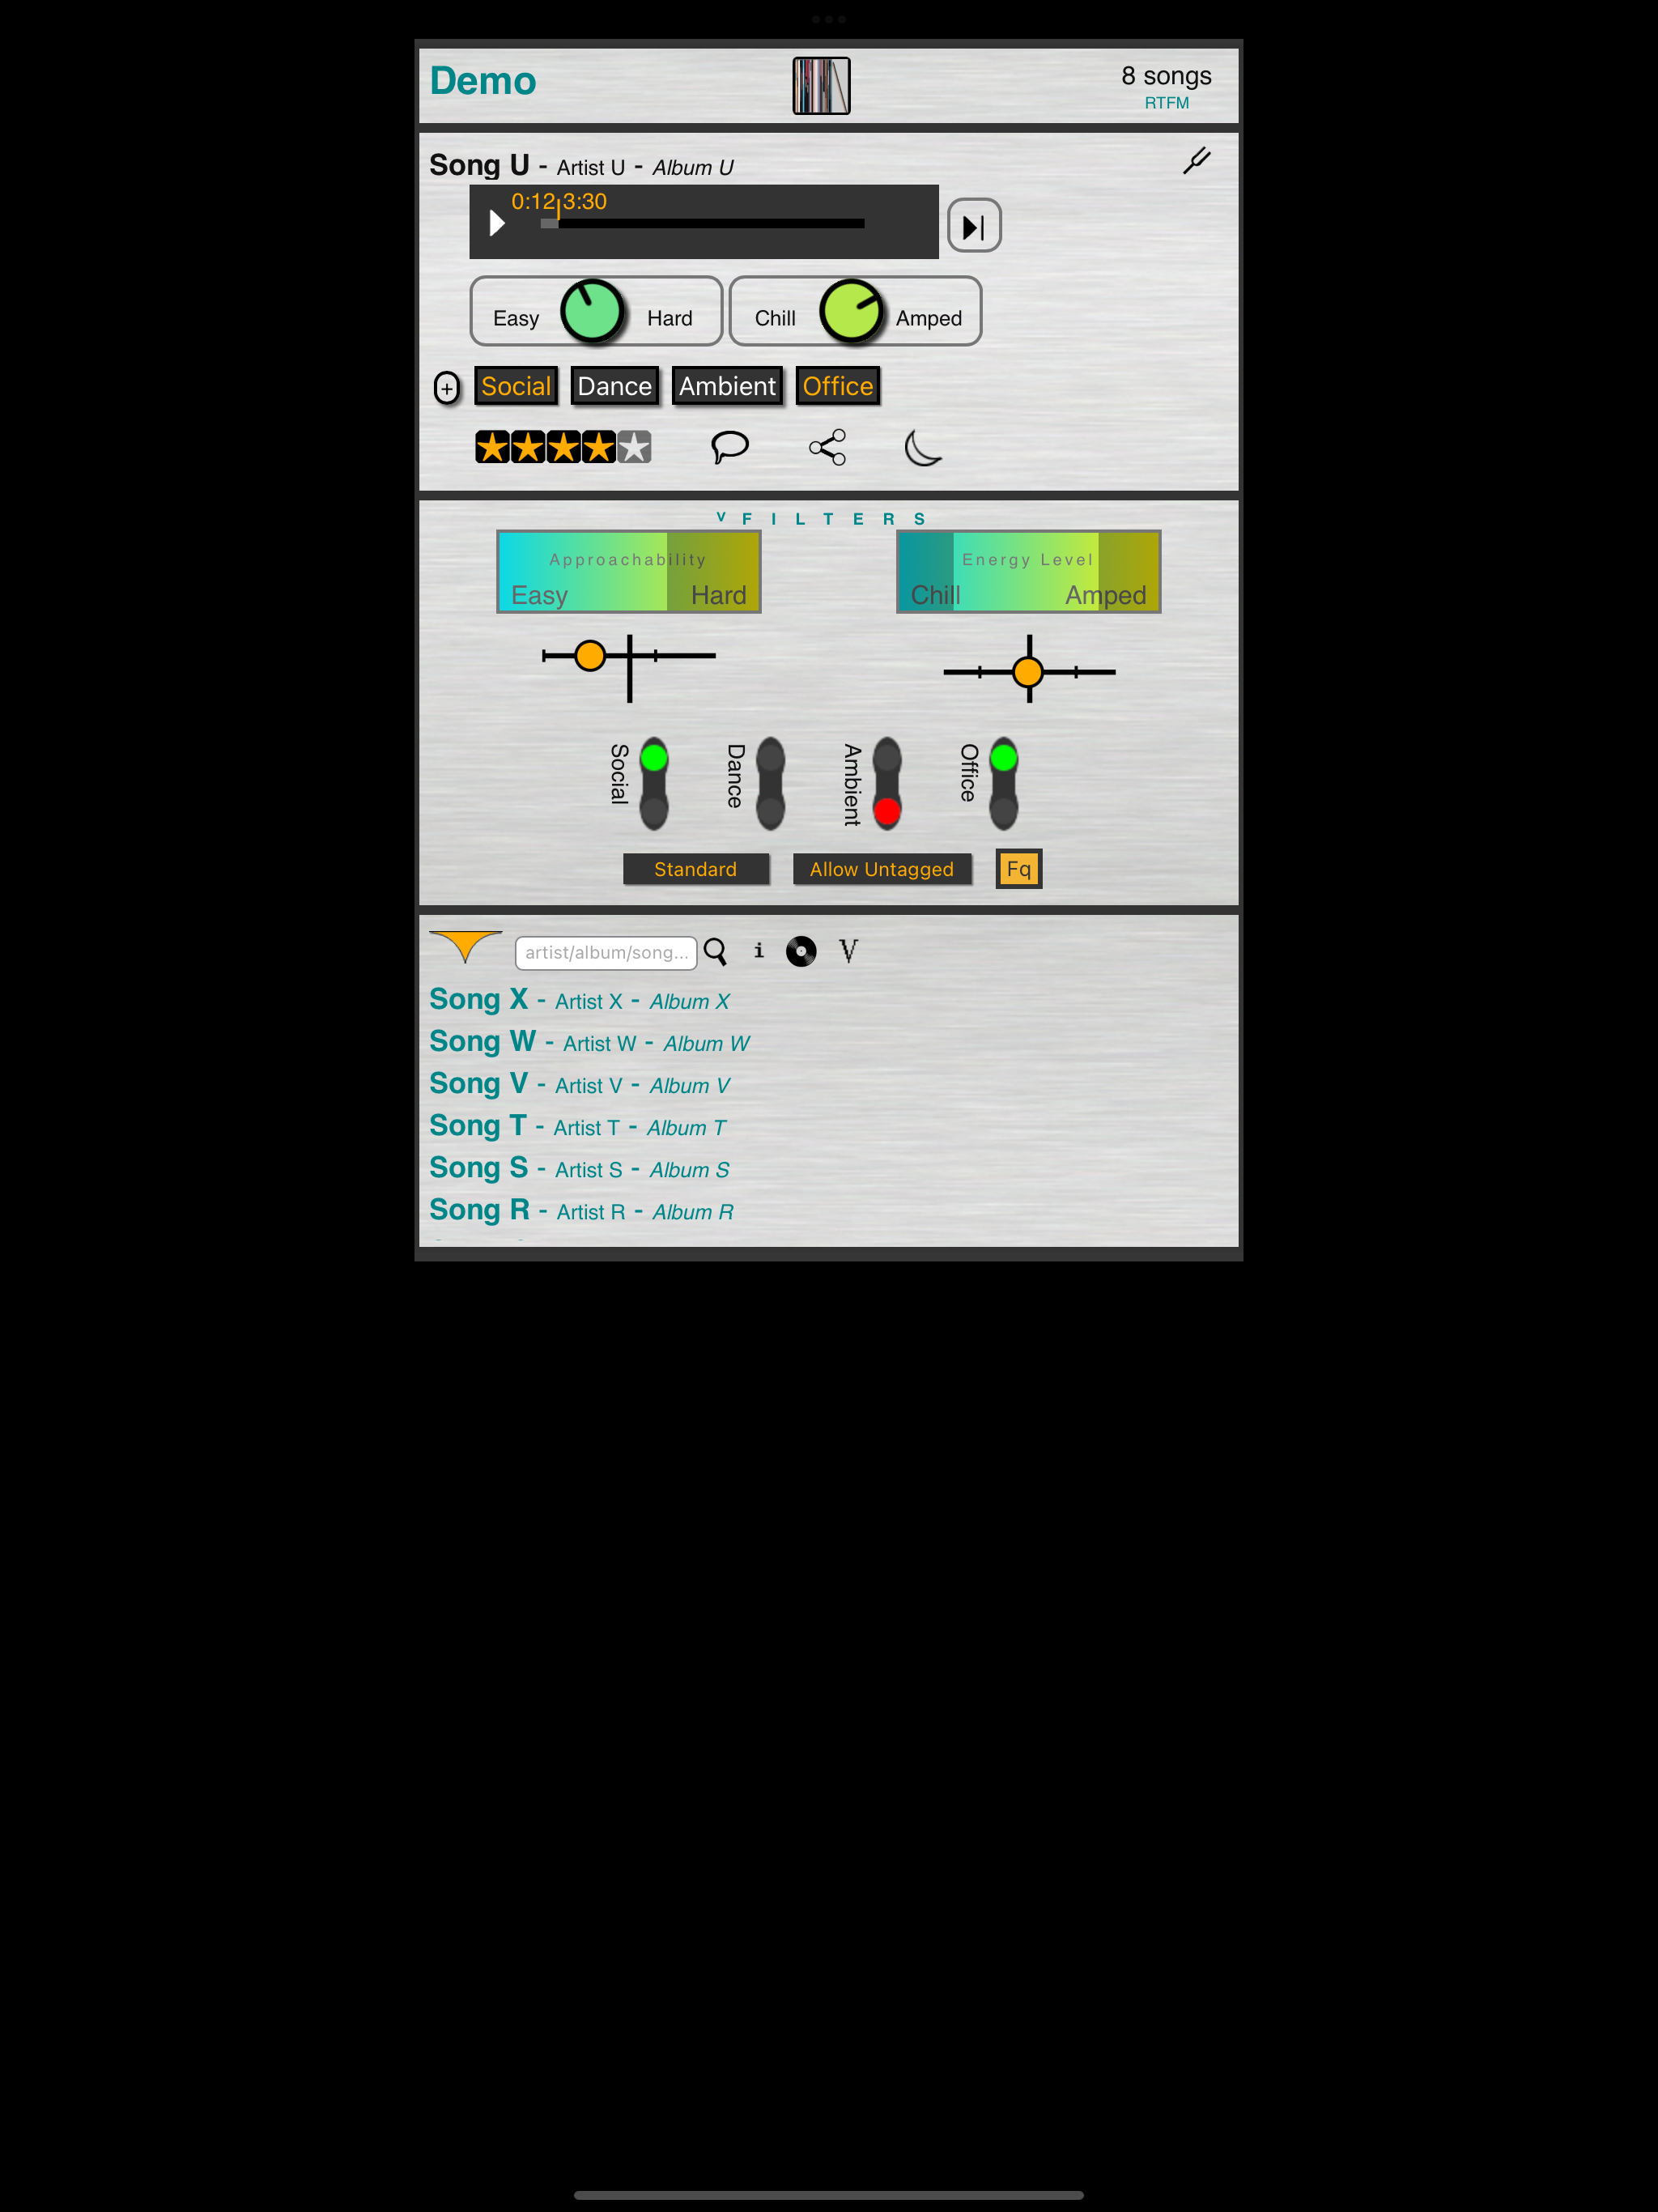 Demo
8 songs
RTFM
Song U - Artist U - Album U
0:12 3:30
Easy Hard Chill Amped
+ Social Dance Ambient Office
V FILTERS
Approachability
Easy Hard
Energy Level
Chill Amped
Social Dance Ambient Office
Standard Allow Untagged Fq
artist/album/song... i V
Song X - Artist X - Album X
Song W - Artist W - Album W
Song V - Artist V - Album V
Song T - Artist T - Album T
Song S - Artist S - Album S
Song R - Artist R - Album R